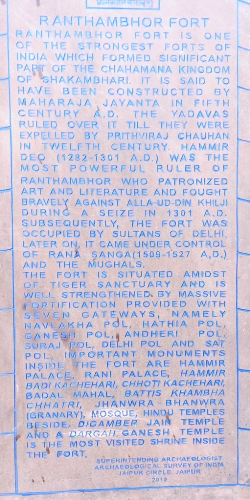 RANTHAMBHOR FORT
RANTHAMBHOR FORT IS ONE
OF THE STRONGEST FORTS OF
INDIA WHICH FORMED SIGNIFICANT
PART OF THE CHAHAMANA KINGDOM
OF SHAKAMBHARI. IT IS SAID TO
HAVE BEEN CONSTRUCTED BY
MAHARAJA JAYANTA IN FIFTH
CENTURY A.D. THE YADAVAS
RULED OVER IT TILL THEY WERE
EXPELLED BY PRITHVIRAJ CHAUHAN
IN TWELFTH CENTURY. HAMMIR
DEO (1282-1301 A.D.) WAS THE
MOST POWERFUL RULER OF
RANTHAMBHOR WHO PATRONIZED
ART AND LITERATURE AND FOUGHT
BRAVELY AGAINST ALLA-UD-DIN KHILJI
DURING A SEIZE IN 1301 A.D.
SUBSEQUENTLY, THE FORT WAS
OCCUPIED BY SULTANS OF DELHI.
LATER ON, IT CAME UNDER CONTROL
OF RANA SANGA (1509-1527 A.D.)
AND THE MUGHALS.
THE FORT IS SITUATED AMIDST
OF TIGER SANCTUARY AND IS
WELL STRENGTHENED BY MASSIVE
FORTIFICATION PROVIDED WITH
SEVEN GATEWAYS, NAMELY
NAVLAKHA POL, HATHIA POL,
GANESH POL, ANDHERI POL,
SURAJ POL, DELHI POL AND SAT
POL. IMPORTANT MONUMENTS
INSIDE THE FORT ARE HAMMIR
PALACE, RANI PALACE, HAMMIR
BADI KACHEHARI, CHHOTI KACHEHARI,
BADAL MAHAL, BATTIS KHAMBHA
CHHATRI, JHANWRA BHANWRA
(GRANARY), MOSQUE, HINDU TEMPLES
BESIDE, DIGAMBER JAIN TEMPLE
AND A DARGAH. GANESH TEMPLE
IS THE MOST VISITED SHRINE INSIDE
THE FORT.
SUPERINTENDING ARCHAEOLOGIST
ARCHAEOLOGICAL SURVEY OF INDIA
JAIPUR CIRCLE, JAIPUR
2010